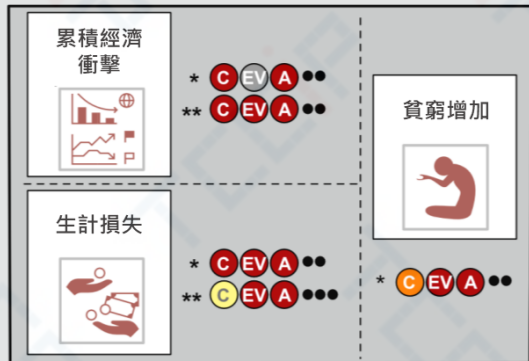 累積經濟
衝擊
* C EV A ●●
** C EV A ●●
貧窮增加
生計損失
* C EV A ●●
** C EV A ●●●
* C EV A ●●